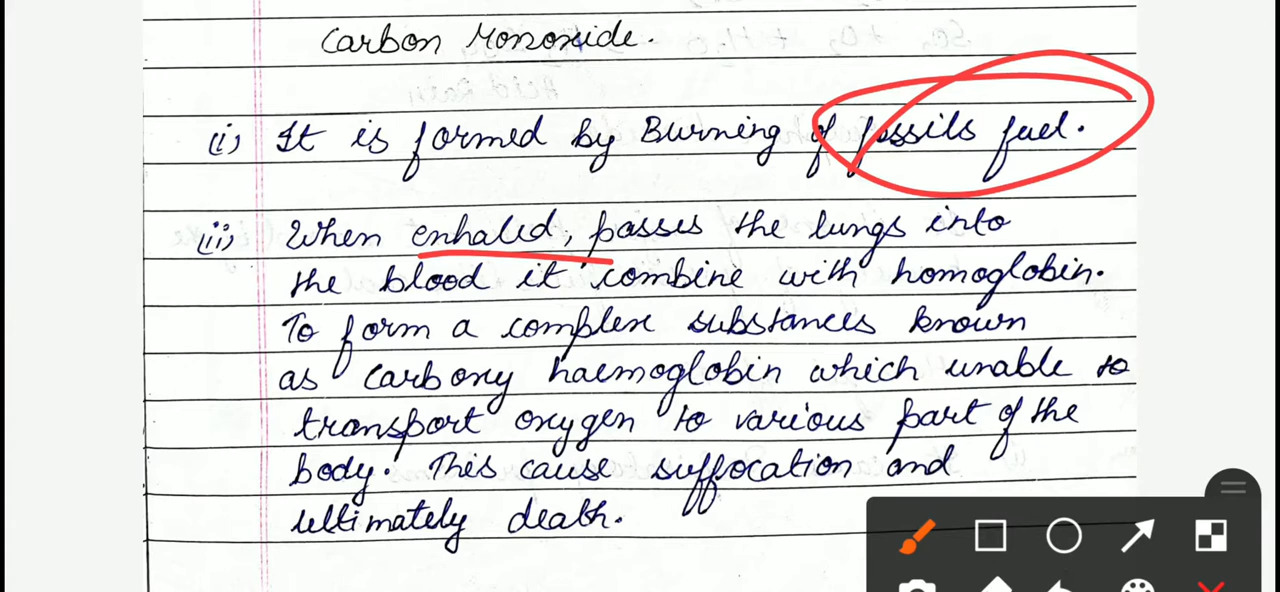 Carbon Monoxide.
(i) It is formed by Burning of fossils fuel.
(ii) When enhaled, passes the lungs into
the blood it combine with homoglobin.
To form a complex substances known
as carboxy haemoglobin which unable to
transport oxygen to various part of the
body. This cause suffocation and
ultimately death.